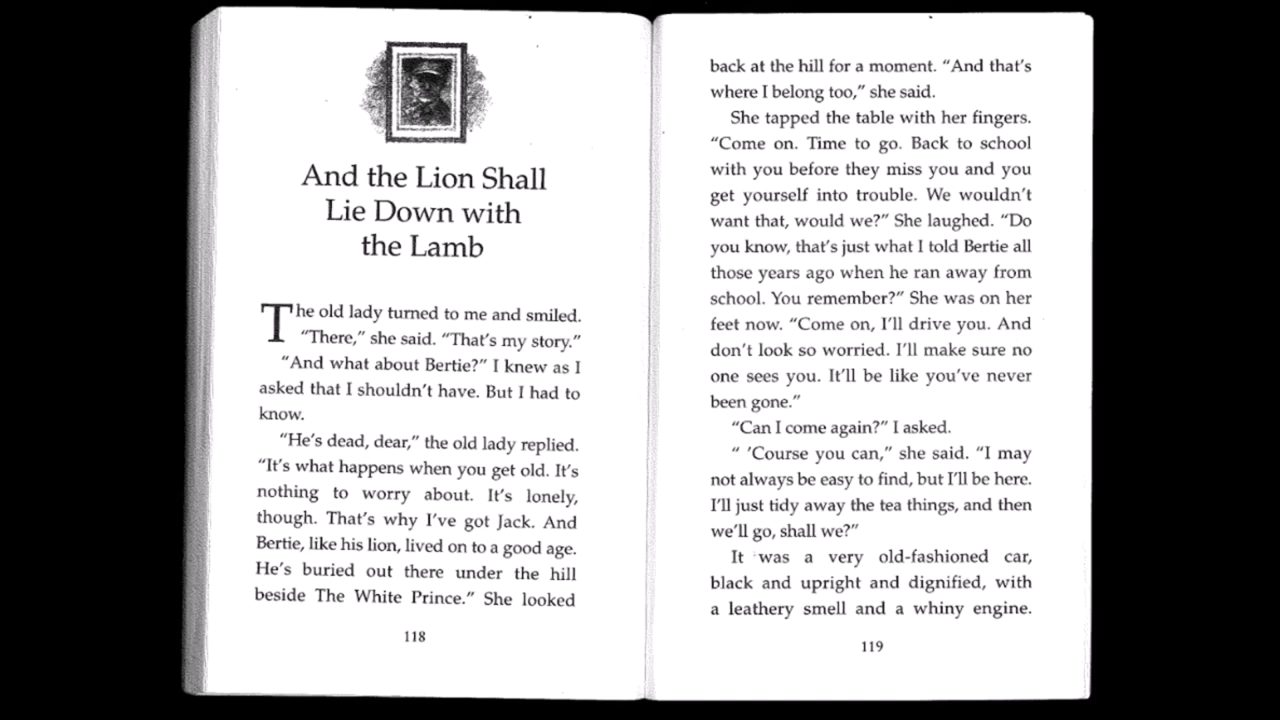 And the Lion Shall
Lie Down with
the Lamb
The old lady turned to me and smiled.
“There,” she said. “That’s my story.”
“And what about Bertie?” I knew as I
asked that I shouldn’t have. But I had to
know.
“He’s dead, dear,” the old lady replied.
“It’s what happens when you get old. It’s
nothing to worry about. It’s lonely,
though. That’s why I’ve got Jack. And
Bertie, like his lion, lived on to a good age.
He’s buried out there under the hill
beside The White Prince.” She looked
118
back at the hill for a moment. “And that’s
where I belong too,” she said.
She tapped the table with her fingers.
“Come on. Time to go. Back to school
with you before they miss you and you
get yourself into trouble. We wouldn’t
want that, would we?” She laughed. “Do
you know, that’s just what I told Bertie all
those years ago when he ran away from
school. You remember?” She was on her
feet now. “Come on, I’ll drive you. And
don’t look so worried. I’ll make sure no
one sees you. It’ll be like you’ve never
been gone.”
“Can I come again?” I asked.
“ ’Course you can,” she said. “I may
not always be easy to find, but I’ll be here.
I’ll just tidy away the tea things, and then
we’ll go, shall we?”
It was a very old-fashioned car,
black and upright and dignified, with
a leathery smell and a whiny engine.
119